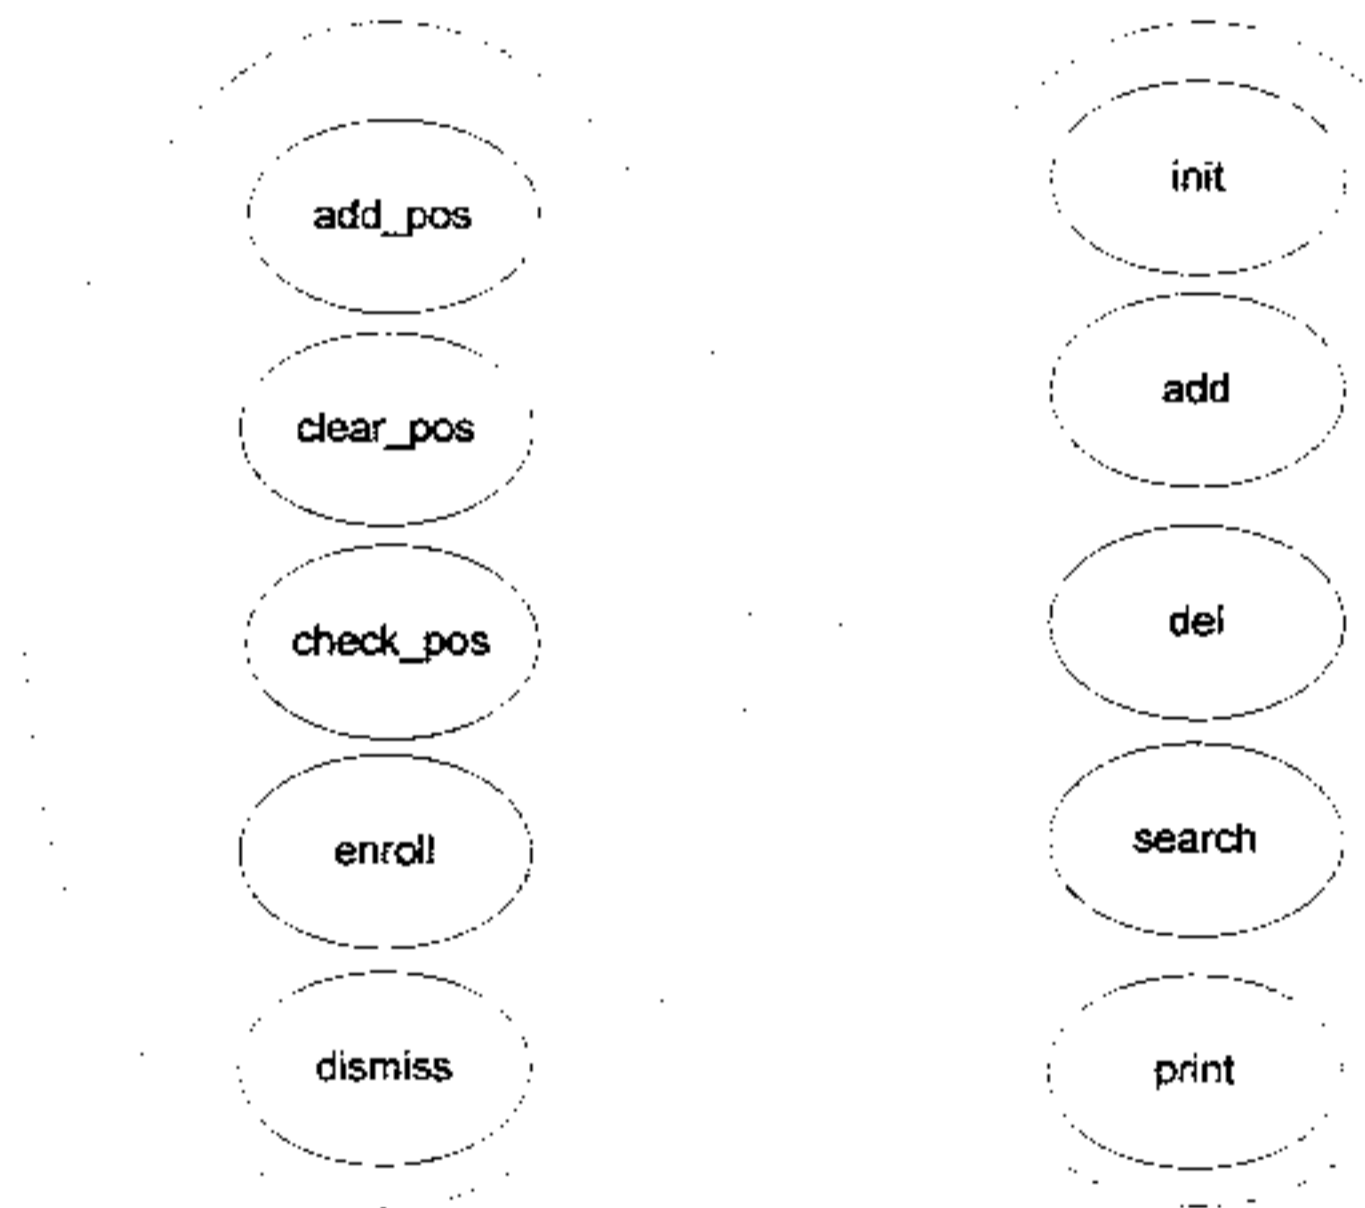 add_pos
clear_pos
check_pos
enroll
dismiss
init
add
del
search
print